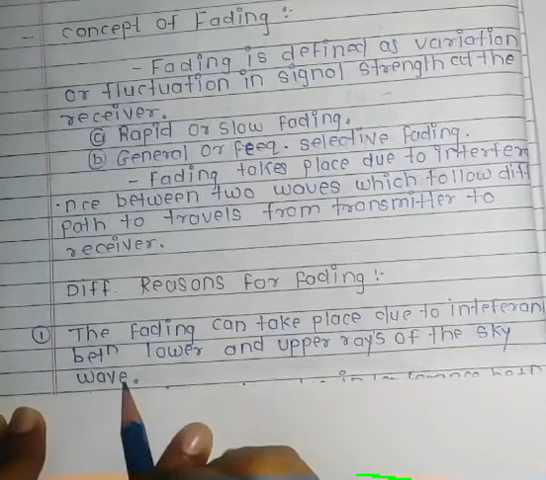 - Concept of Fading :-
- Fading is defined as variation
or fluctuation in signal strength at the
receiver.
ⓐ Rapid or slow fading.
ⓑ General or freq. selective fading.
- Fading takes place due to interfer
·nce between two waves which follow diff
path to travels from transmitter to
receiver.
Diff. Reasons for fading :-
① The fading can take place due to interferan
betn lower and upper rays of the sky
wave.